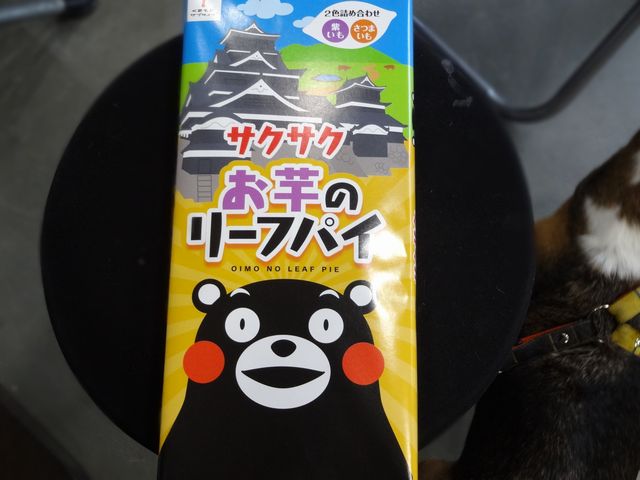 2色詰め合わせ
紫いも
さつまいも
サクサク
お芋の
リーフパイ
OIMO NO LEAF PIE